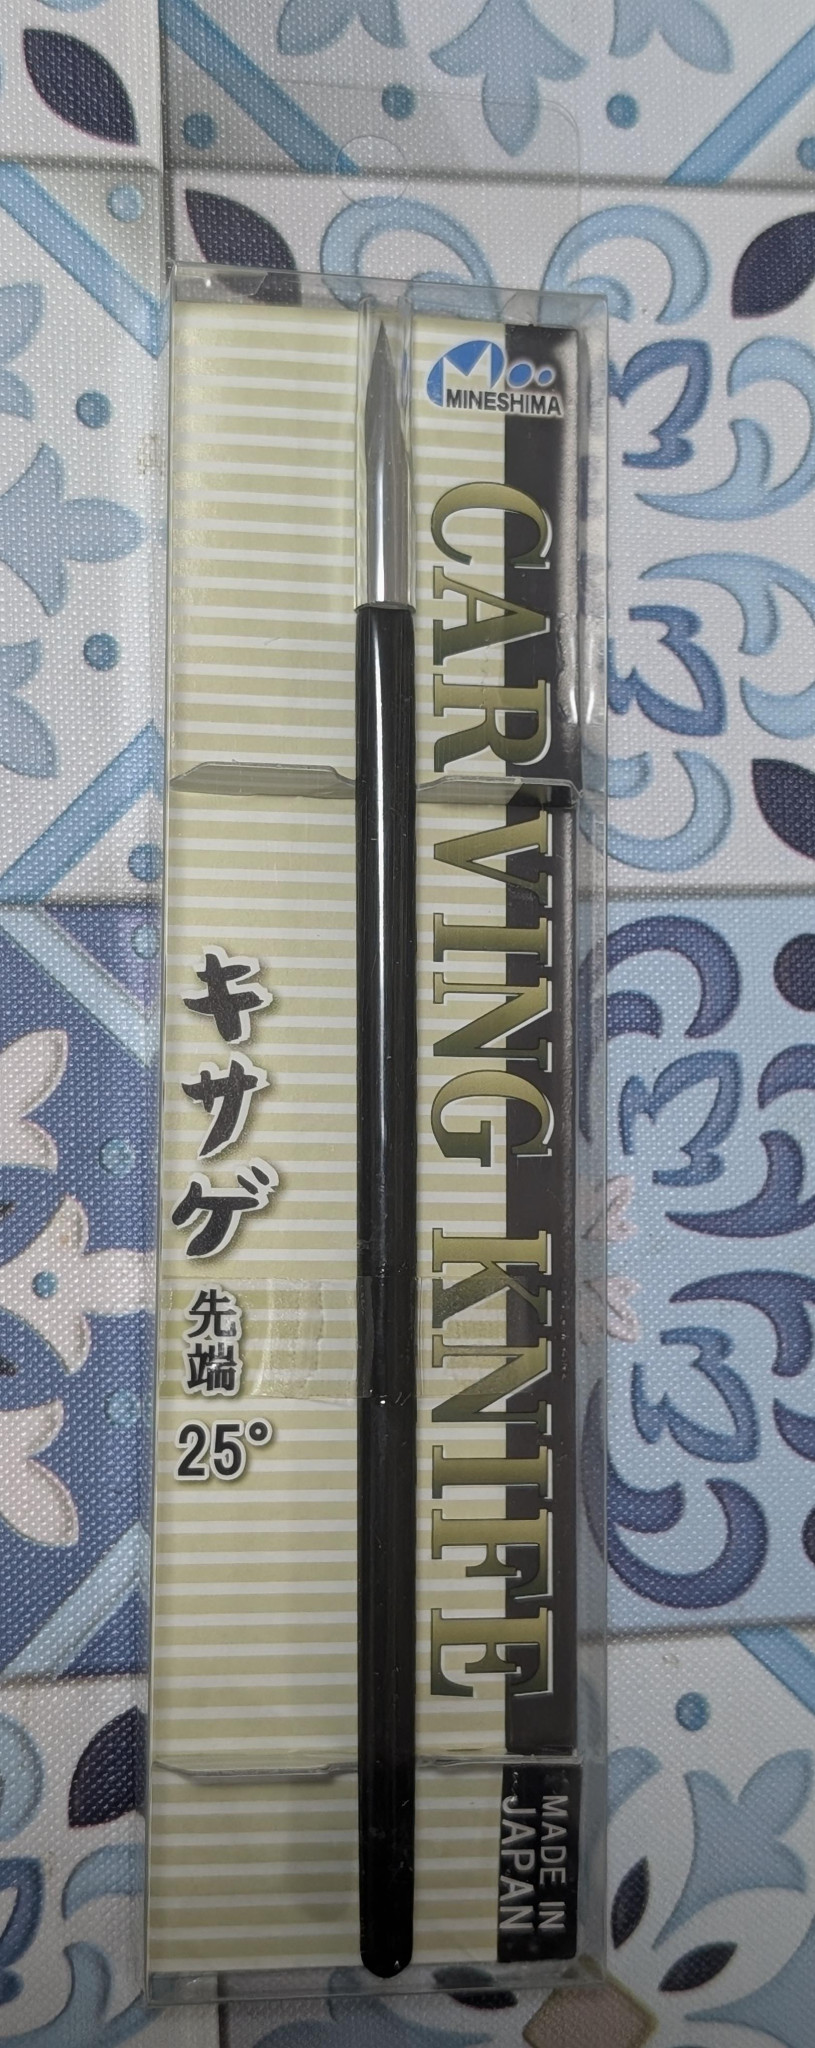 MINESHIMA
CARVING KNIFE
キサゲ
先端
25°
MADE IN
JAPAN